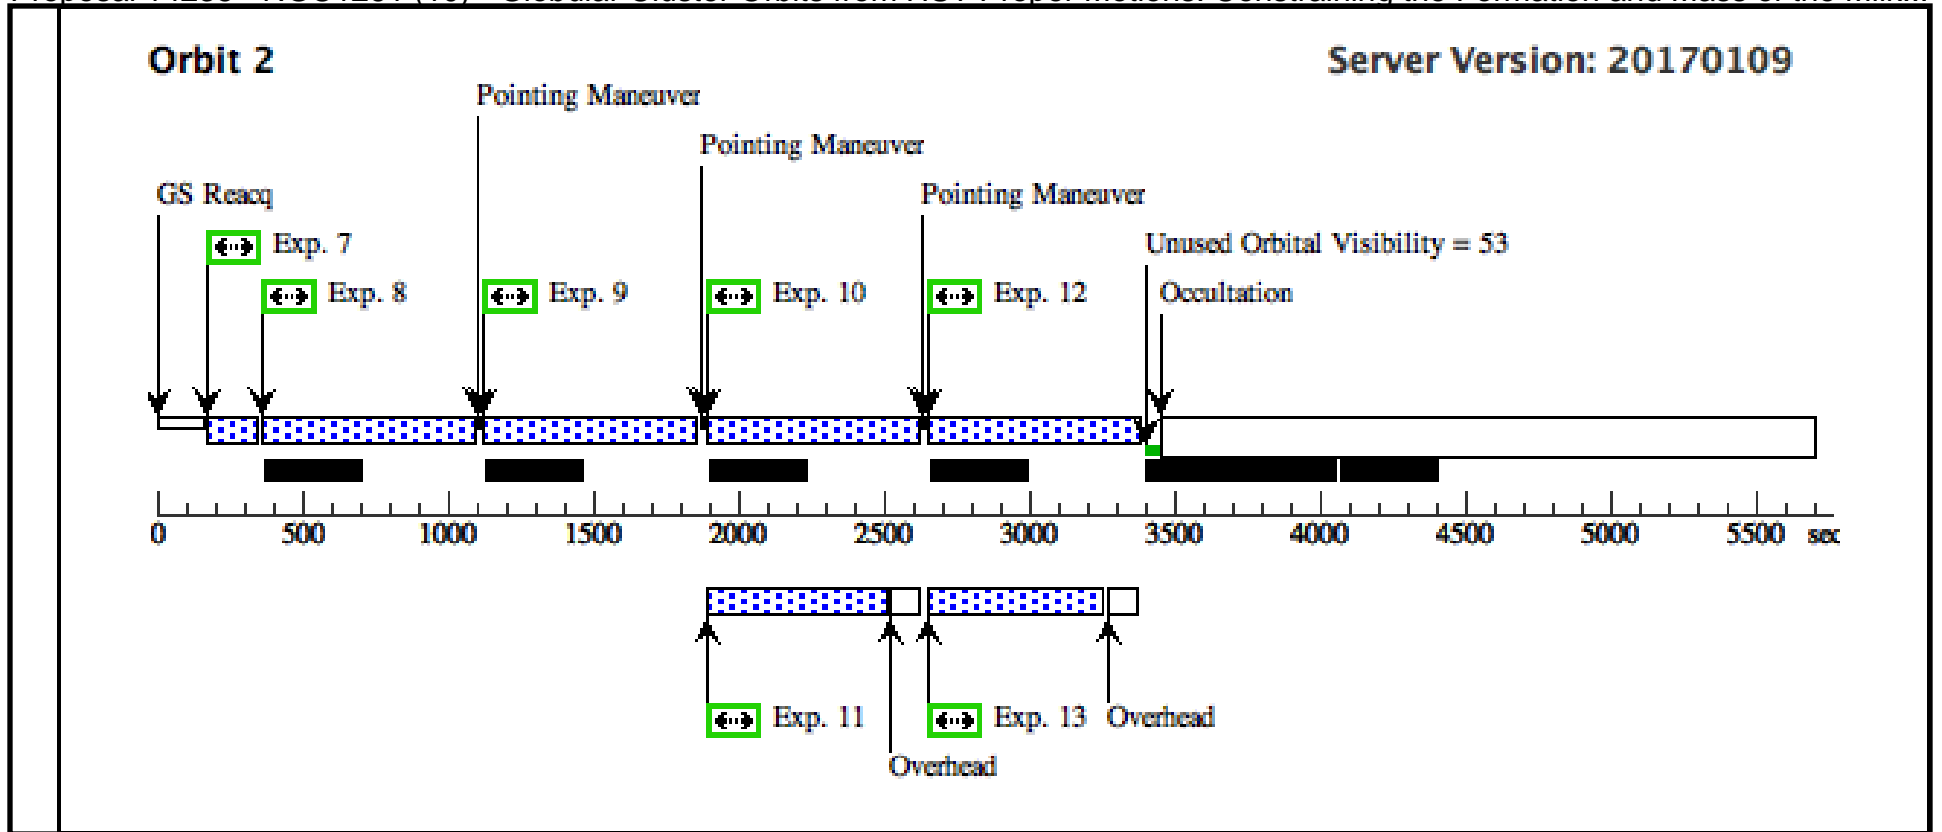 Orbit 2
Server Version: 20170109
Pointing Maneuver
Pointing Maneuver
GS Reacq
Pointing Maneuver
Exp. 7
Unused Orbital Visibility = 53
Exp. 8
Exp. 9
Exp. 10
Exp. 12
Occultation
0 500 1000 1500 2000 2500 3000 3500 4000 4500 5000 5500 sec
Exp. 11
Exp. 13
Overhead
Overhead